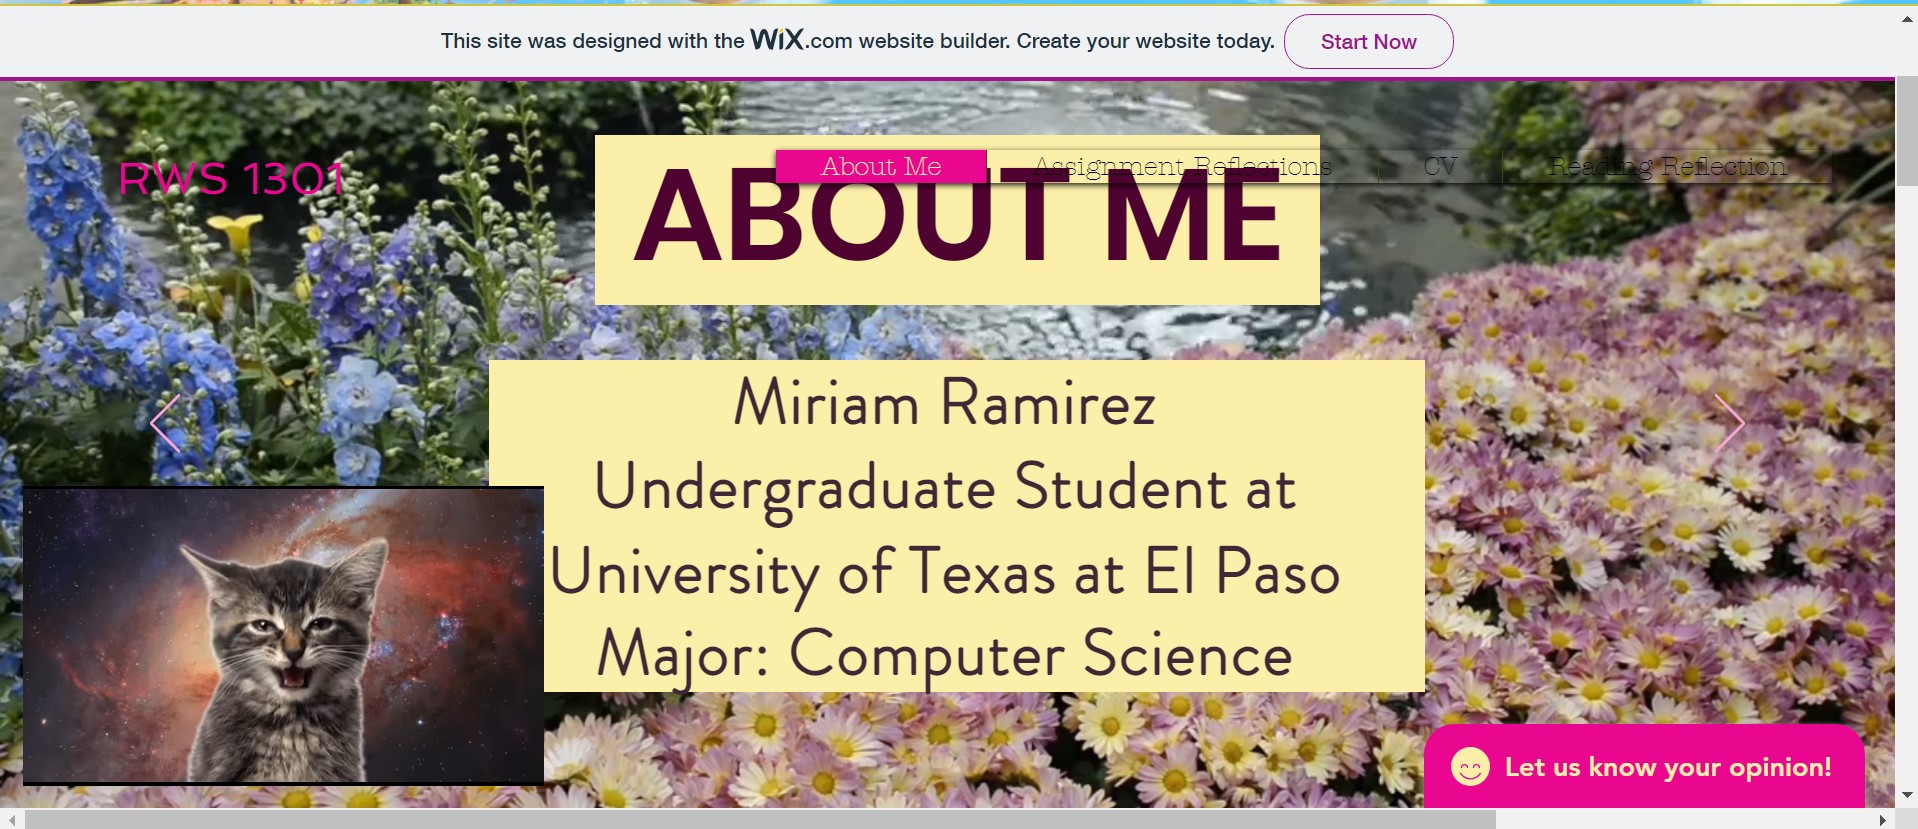 This site was designed with the WiX.com website builder. Create your website today.
Start Now
RWS 1301
About Me
Assignment Reflections
CV
Reading Reflection
ABOUT ME
Miriam Ramirez
Undergraduate Student at
University of Texas at El Paso
Major: Computer Science
Let us know your opinion!